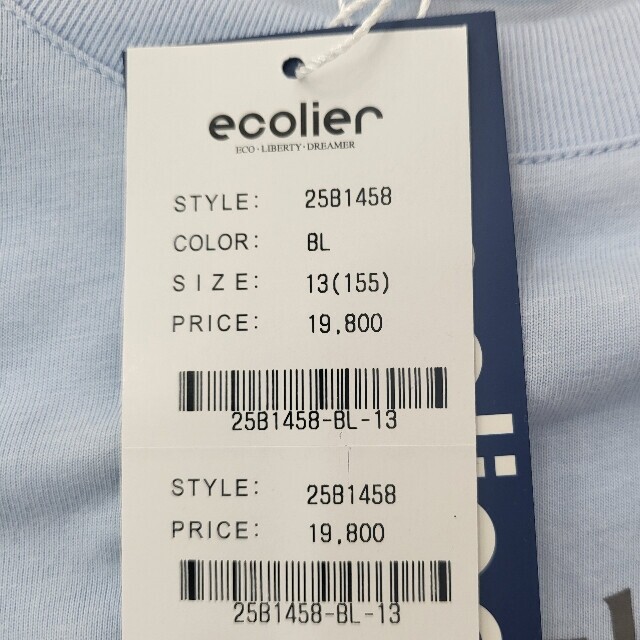 ecolier
ECO·LIBERTY·DREAMER
STYLE: 25B1458
COLOR: BL
SIZE: 13(155)
PRICE: 19,800
25B1458-BL-13
STYLE: 25B1458
PRICE: 19,800
25B1458-BL-13